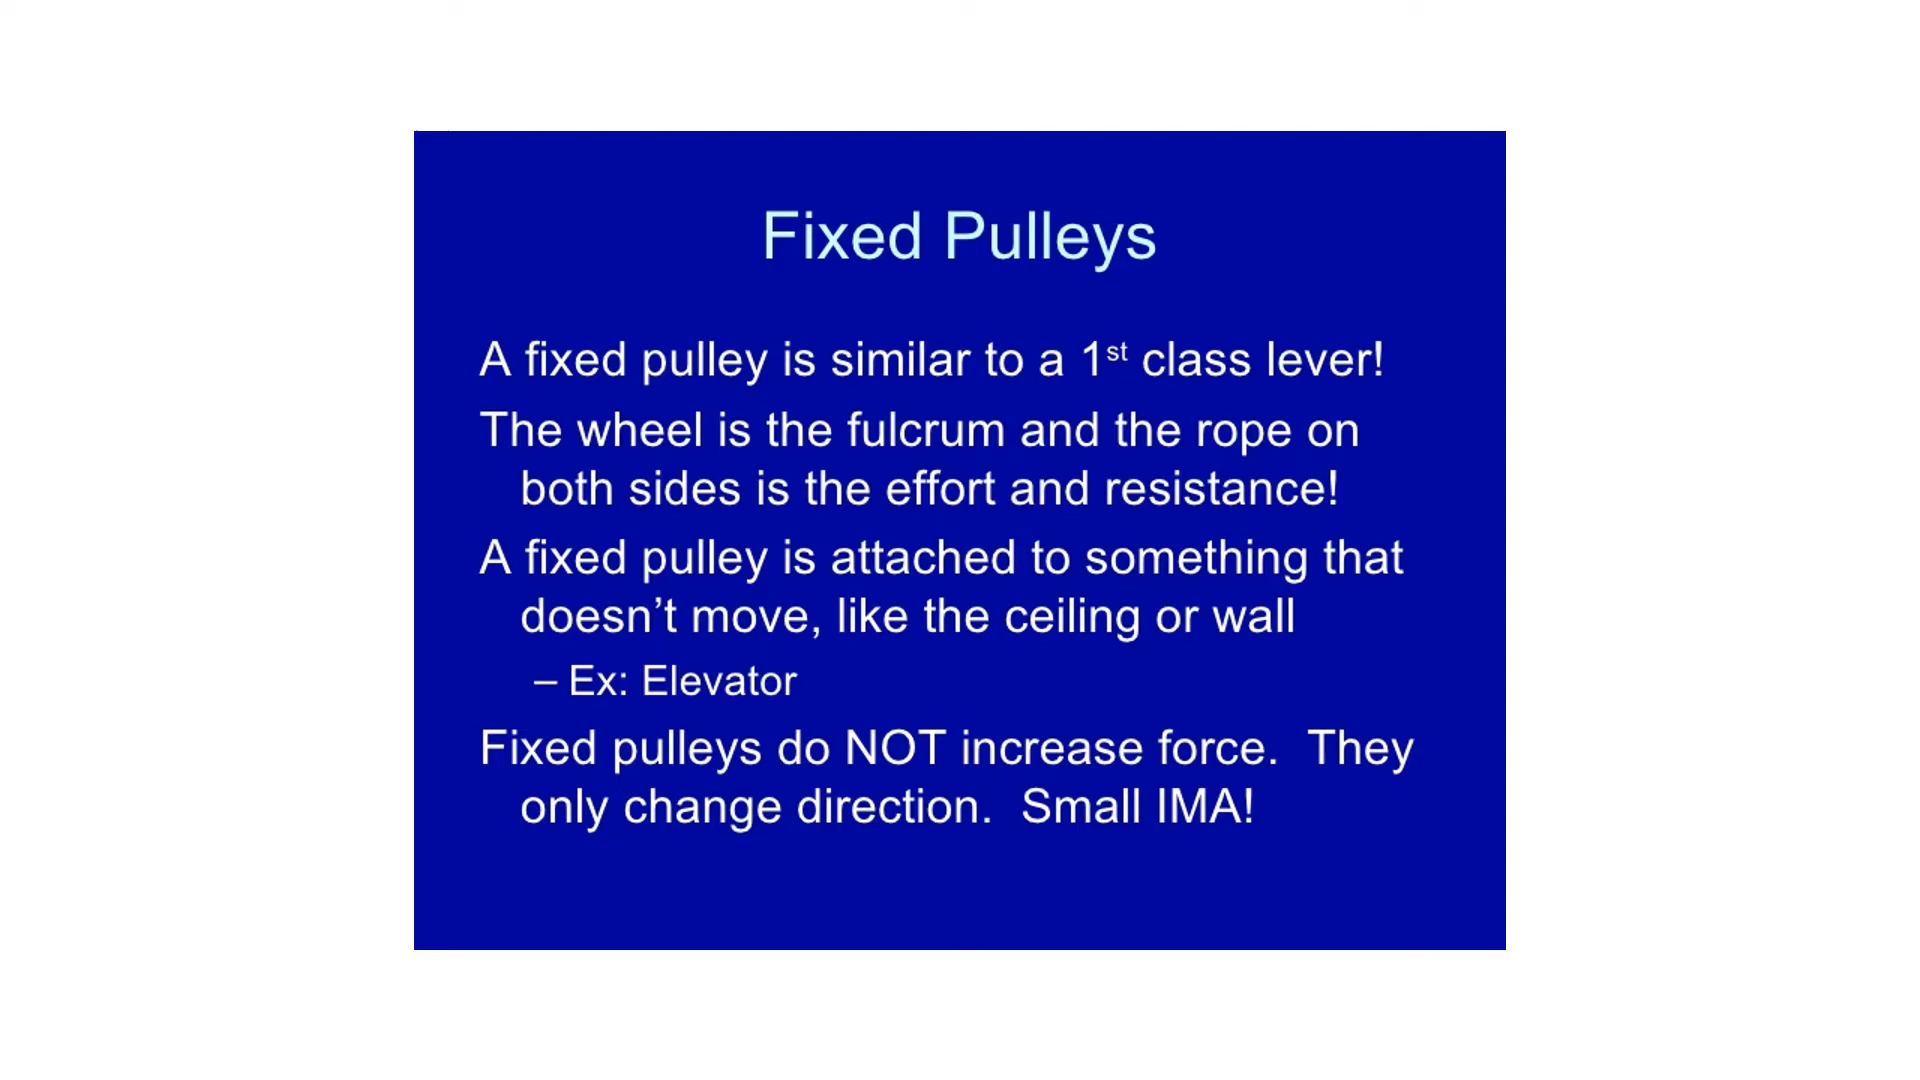 Fixed Pulleys
A fixed pulley is similar to a 1st class lever!
The wheel is the fulcrum and the rope on
both sides is the effort and resistance!
A fixed pulley is attached to something that
doesn’t move, like the ceiling or wall
– Ex: Elevator
Fixed pulleys do NOT increase force.  They
only change direction.  Small IMA!